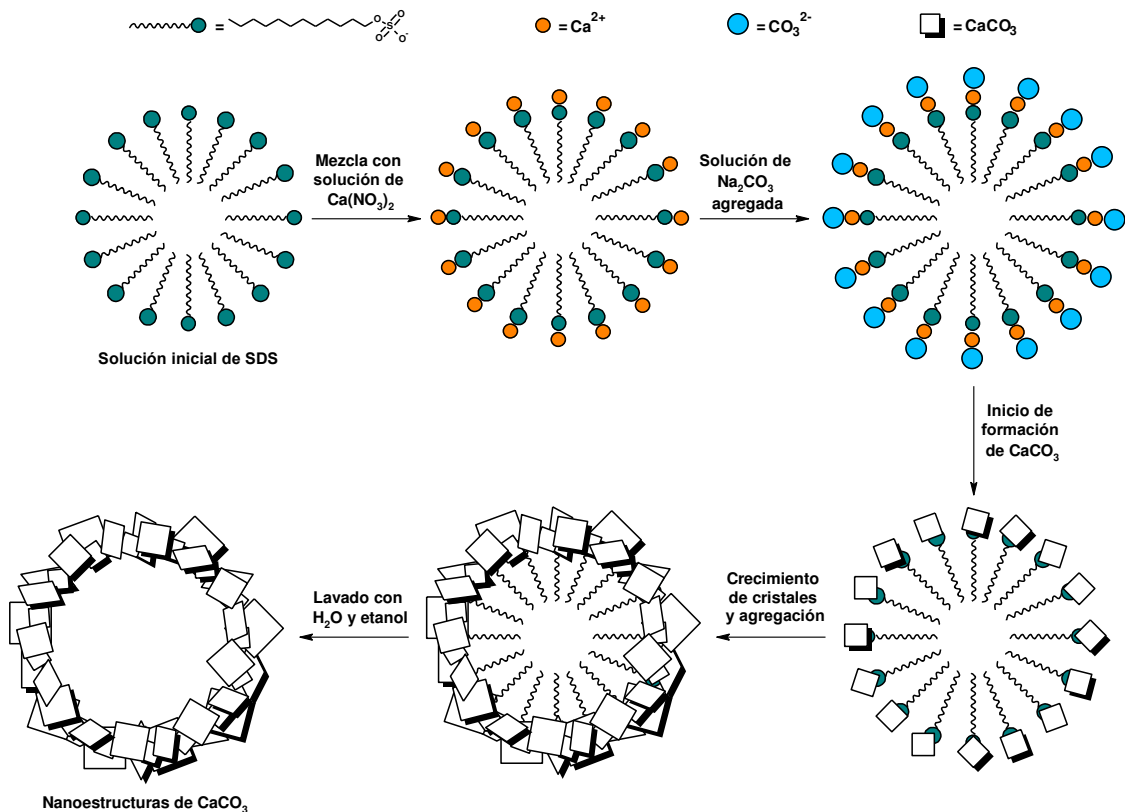 = O O S O O-
= Ca²⁺
= CO₃²⁻
= CaCO₃
Mezcla con
solución de
Ca(NO₃)₂
Solución de
Na₂CO₃
agregada
Solución inicial de SDS
Inicio de
formación
de CaCO₃
Crecimiento
de cristales
y agregación
Lavado con
H₂O y etanol
Nanoestructuras de CaCO₃